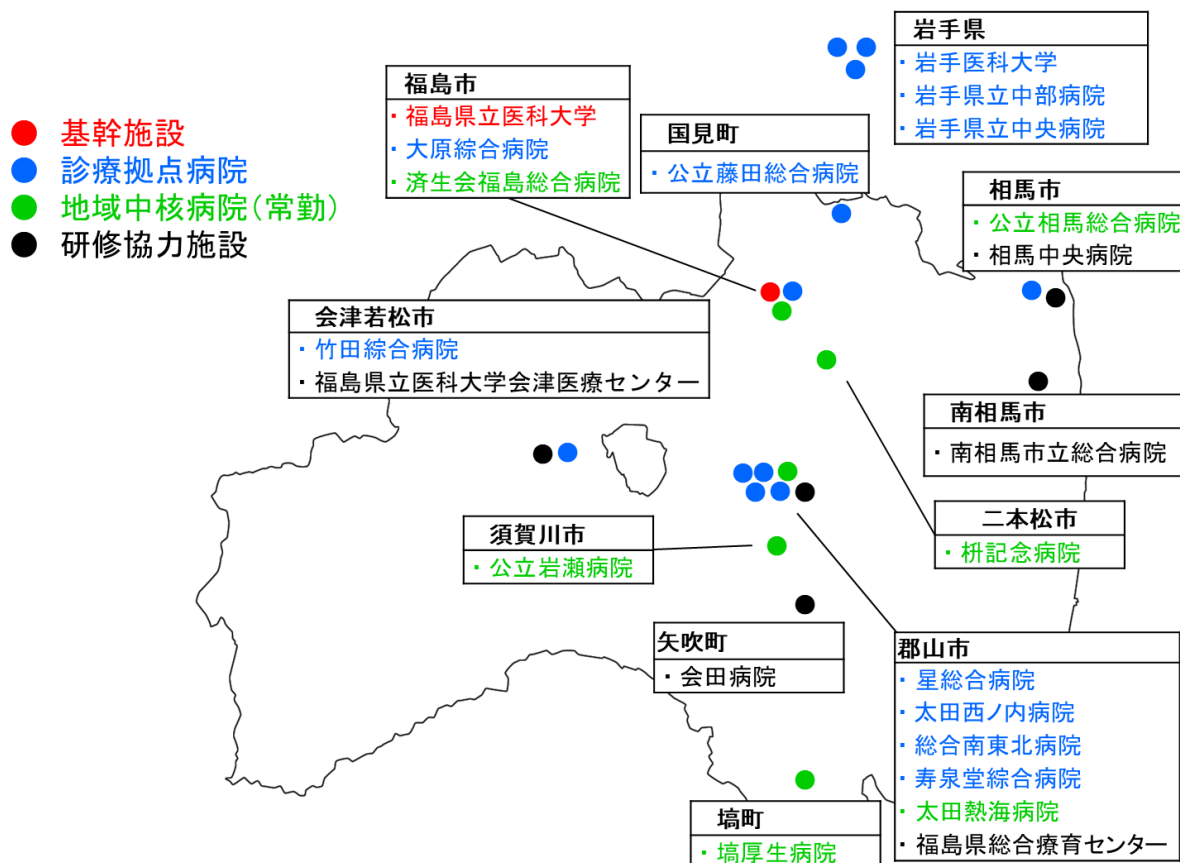 基幹施設
診療拠点病院
地域中核病院(常勤)
研修協力施設
福島市
・福島県立医科大学
・大原綜合病院
・済生会福島総合病院
国見町
・公立藤田総合病院
岩手県
・岩手医科大学
・岩手県立中部病院
・岩手県立中央病院
相馬市
・公立相馬総合病院
・相馬中央病院
会津若松市
・竹田綜合病院
・福島県立医科大学会津医療センター
南相馬市
・南相馬市立総合病院
二本松市
・枡記念病院
須賀川市
・公立岩瀬病院
矢吹町
・会田病院
郡山市
・星総合病院
・太田西ノ内病院
・総合南東北病院
・寿泉堂綜合病院
・太田熱海病院
・福島県総合療育センター
塙町
・塙厚生病院